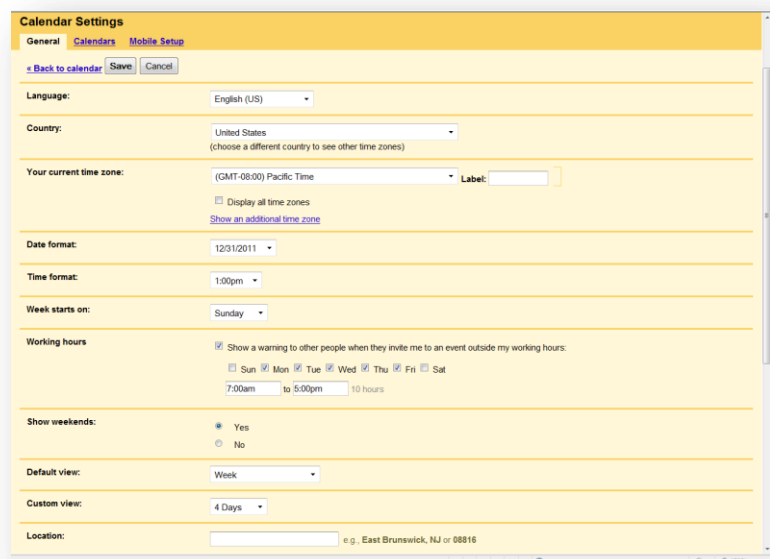 Calendar Settings
General Calendars Mobile Setup
« Back to calendar Save Cancel
Language: English (US)
Country: United States
(choose a different country to see other time zones)
Your current time zone: (GMT-08:00) Pacific Time Label:
Display all time zones
Show an additional time zone
Date format: 12/31/2011
Time format: 1:00pm
Week starts on: Sunday
Working hours Show a warning to other people when they invite me to an event outside my working hours:
Sun Mon Tue Wed Thu Fri Sat
7:00am to 5:00pm 10 hours
Show weekends: Yes
No
Default view: Week
Custom view: 4 Days
Location: e.g., East Brunswick, NJ or 08816